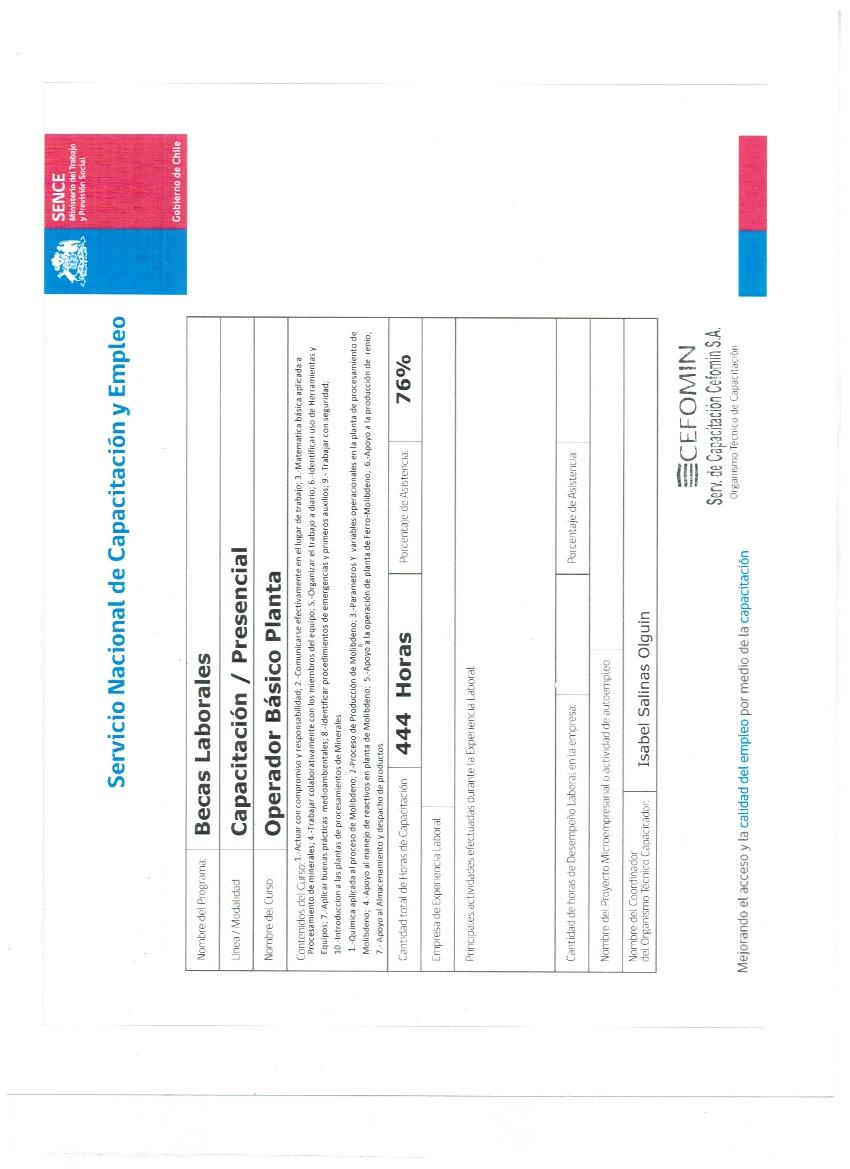 SENCE
Ministerio del Trabajo
y Previsión Social
Gobierno de Chile
Servicio Nacional de Capacitación y Empleo
Nombre del Programa: Becas Laborales
Línea / Modalidad Capacitación / Presencial
Nombre del Curso: Operador Básico Planta
Contenidos del Curso: 1.-Actuar con compromiso y responsabilidad; 2.-Comunicarse efectivamente en el lugar de trabajo; 3.-Matematica básica aplicada a
Procesamiento de minerales; 4.-Trabajar colaborativamente con los miembros del equipo; 5.-Organizar el trabajo a diario; 6.-Identificar uso de Herramientas y
Equipos; 7.-Aplicar buenas prácticas medioambientales; 8.-Identificar procedimientos de emergencias y primeros auxilios; 9.- Trabajar con seguridad;
10.-Introduccion a las plantas de procesamientos de Minerales.
1.-Química aplicada al proceso de Molibdeno; 2.-Proceso de Producción de Molibdeno; 3.-Parametros Y variables operacionales en la planta de procesamiento de
Molibdeno; 4.-Apoyo al manejo de reactivos en planta de Molibdeno; 5.-Apoyo a la operación de planta de Ferro-Molibdeno; 6.-Apoyo a la producción de renio;
7.- Apoyo al Almacenamiento y despacho de productos.
Cantidad total de Horas de Capacitación 444 Horas Porcentaje de Asistencia: 76%
Empresa de Experiencia Laboral:
Principales actividades efectuadas durante la Experiencia Laboral:
Cantidad de horas de Desempeño Laboral en la empresa: Porcentaje de Asistencia
Nombre del Proyecto Microempresarial o actividad de autoempleo:
Nombre del Coordinador
del Organismo Técnico Capacitador: Isabel Salinas Olguin
CEFOMIN
Serv. de Capacitación Cefomin S.A.
Organismo Técnico de Capacitación
Mejorando el acceso y la calidad del empleo por medio de la capacitación